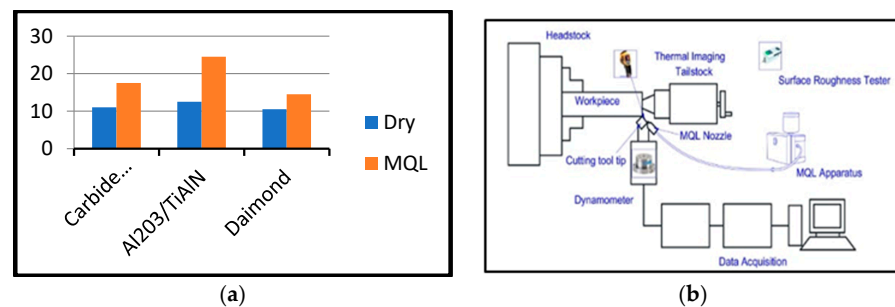 30
20
10
0
Carbide...
Al203/TiAlN
Daimond
Dry
MQL
(a)
Headstock
Thermal Imaging
Tailstock
Surface Roughness Tester
Workpiece
MQL Nozzle
Cutting tool tip
MQL Apparatus
Dynamometer
Data Acquisition
(b)